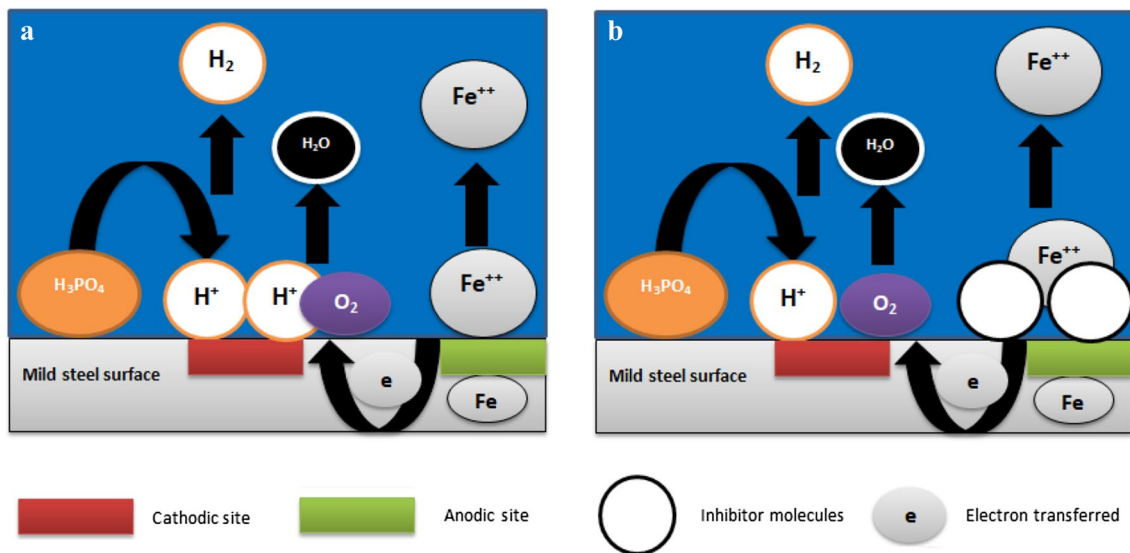 a
H₂
H₂O
Fe⁺⁺
H₃PO₄
H⁺
H⁺
O₂
Fe⁺⁺
Mild steel surface
e
Fe
b
H₂
H₂O
Fe⁺⁺
H₃PO₄
H⁺
O₂
Fe⁺⁺
Mild steel surface
e
Fe
Cathodic site
Anodic site
Inhibitor molecules
e
Electron transferred